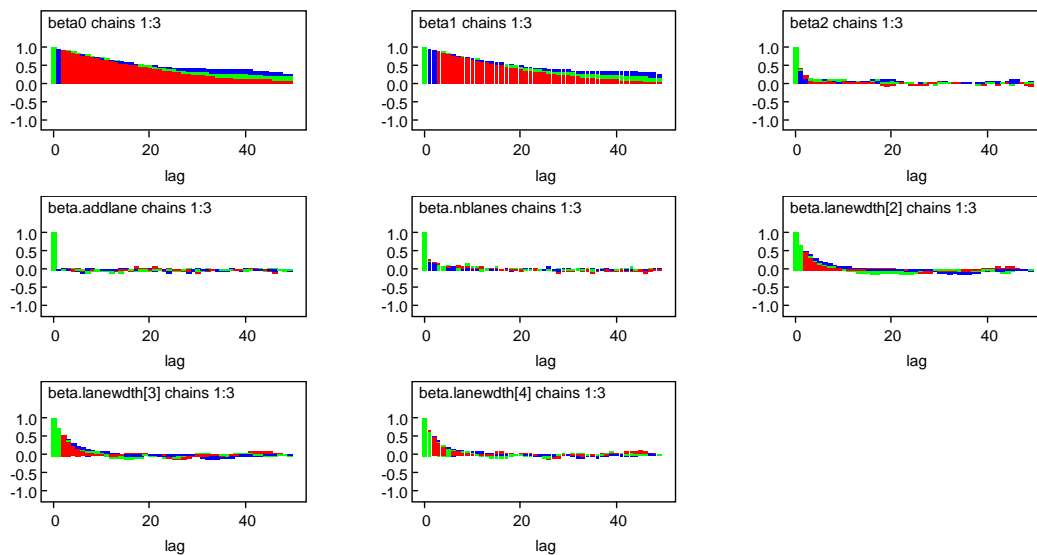 beta0 chains 1:3
1.0
0.5
0.0
-0.5
-1.0
0 20 40
lag
beta1 chains 1:3
1.0
0.5
0.0
-0.5
-1.0
0 20 40
lag
beta2 chains 1:3
1.0
0.5
0.0
-0.5
-1.0
0 20 40
lag
beta.addlane chains 1:3
1.0
0.5
0.0
-0.5
-1.0
0 20 40
lag
beta.nblanes chains 1:3
1.0
0.5
0.0
-0.5
-1.0
0 20 40
lag
beta.lanewdth[2] chains 1:3
1.0
0.5
0.0
-0.5
-1.0
0 20 40
lag
beta.lanewdth[3] chains 1:3
1.0
0.5
0.0
-0.5
-1.0
0 20 40
lag
beta.lanewdth[4] chains 1:3
1.0
0.5
0.0
-0.5
-1.0
0 20 40
lag